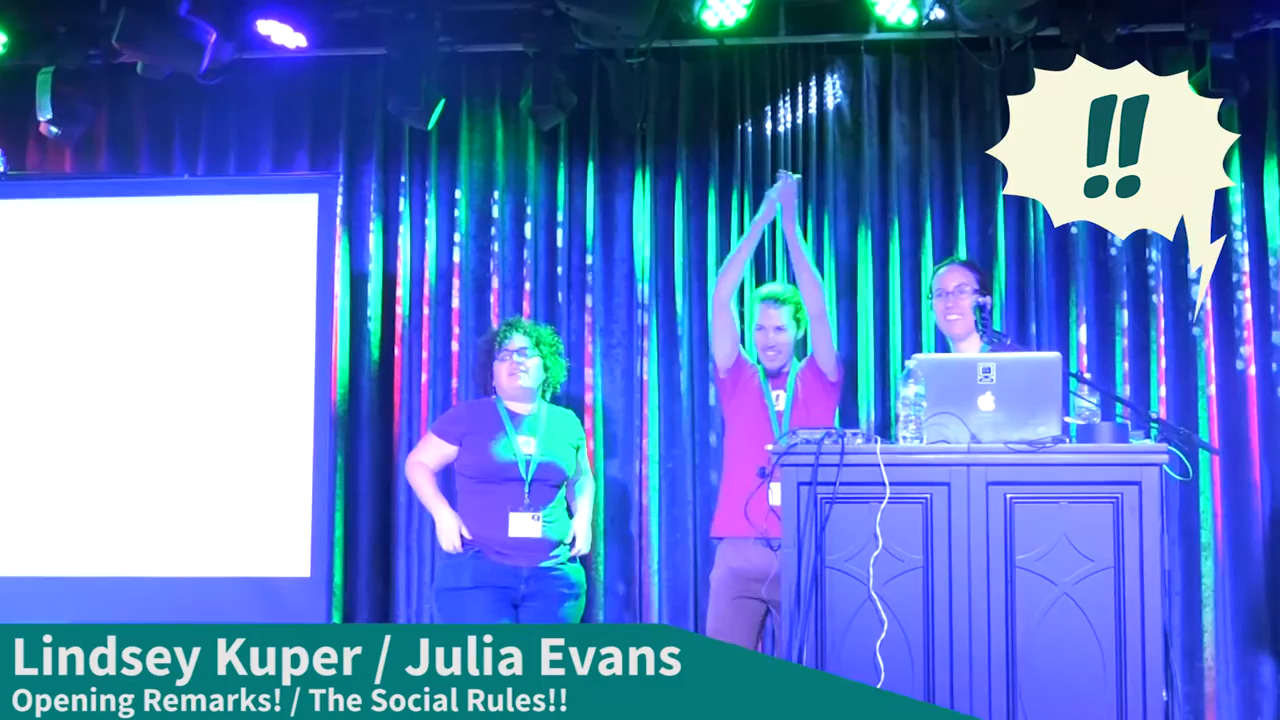 !!
Lindsey Kuper / Julia Evans
Opening Remarks! / The Social Rules!!